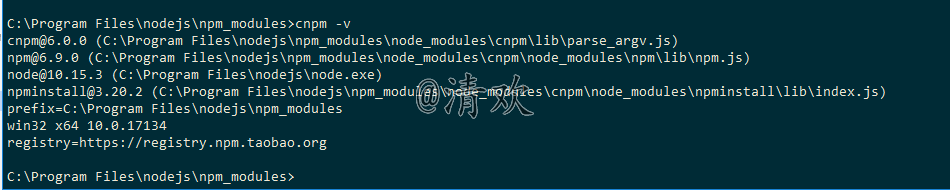 C:\Program Files\nodejs\npm_modules>cnpm -v
cnpm@6.0.0 (C:\Program Files\nodejs\npm_modules\node_modules\cnpm\lib\parse_argv.js)
npm@6.9.0 (C:\Program Files\nodejs\npm_modules\node_modules\cnpm\node_modules\npm\lib\npm.js)
node@10.15.3 (C:\Program Files\nodejs\node.exe)
npminstall@3.20.2 (C:\Program Files\nodejs\npm_modules\node_modules\cnpm\node_modules\npminstall\lib\index.js)
prefix=C:\Program Files\nodejs\npm_modules
win32 x64 10.0.17134
registry=https://registry.npm.taobao.org
C:\Program Files\nodejs\npm_modules>
@清欢